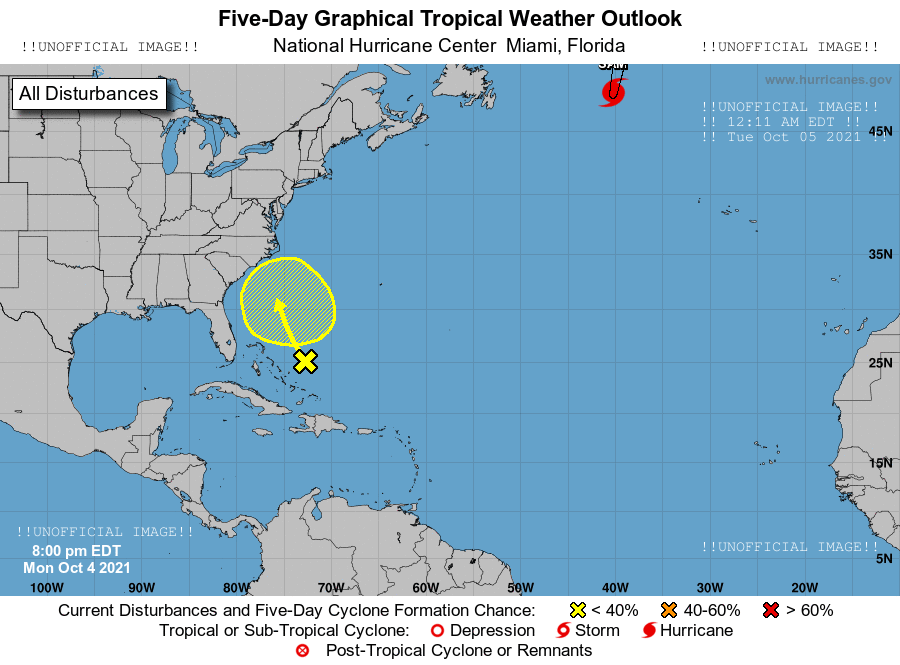 Five-Day Graphical Tropical Weather Outlook
!!UNOFFICIAL IMAGE!!
National Hurricane Center  Miami, Florida
!!UNOFFICIAL IMAGE!!
All Disturbances
www.hurricanes.gov
!!UNOFFICIAL IMAGE!!
!! 12:11 AM EDT !!
!! Tue Oct 05 2021 !!
45N
35N
25N
15N
5N
!!UNOFFICIAL IMAGE!!
8:00 pm EDT
Mon Oct 4 2021
!!UNOFFICIAL IMAGE!!
100W 90W 80W 70W 60W 50W 40W 30W 20W
Current Disturbances and Five-Day Cyclone Formation Chance: < 40% 40-60% > 60%
Tropical or Sub-Tropical Cyclone: Depression Storm Hurricane
Post-Tropical Cyclone or Remnants